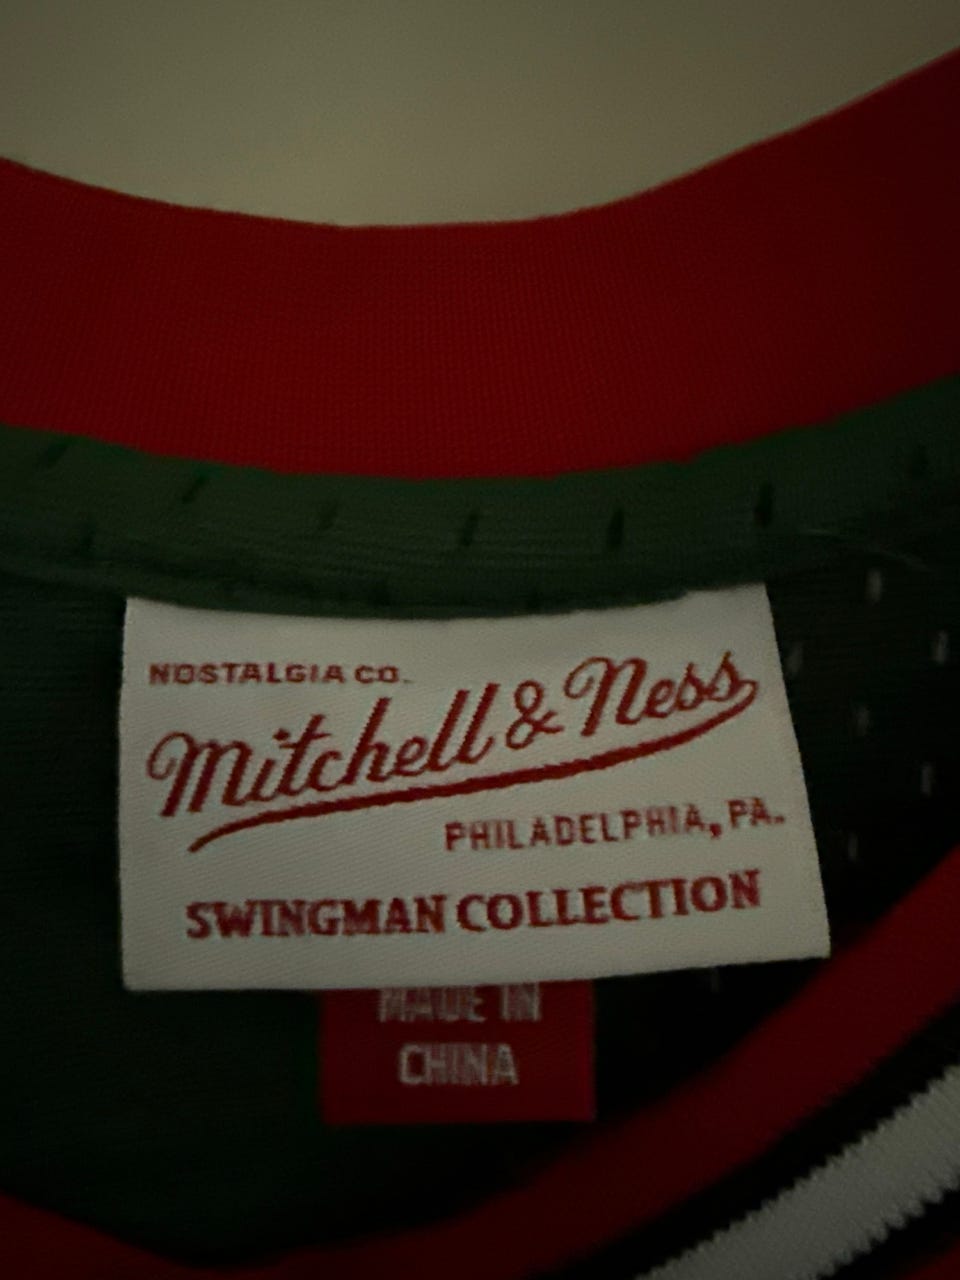 NOSTALGIA CO.
Mitchell & Ness
PHILADELPHIA, PA.
SWINGMAN COLLECTION
MADE IN
CHINA